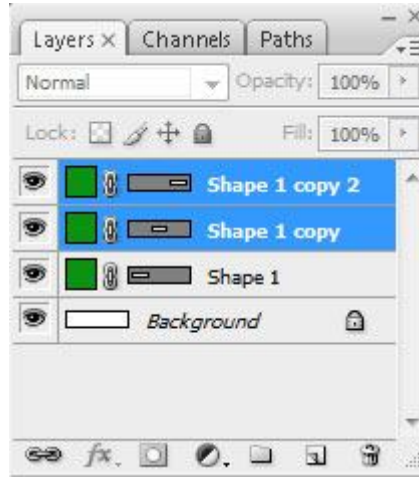 Layers × Channels Paths
Normal Opacity: 100%
Lock: Fill: 100%
Shape 1 copy 2
Shape 1 copy
Shape 1
Background
fx.